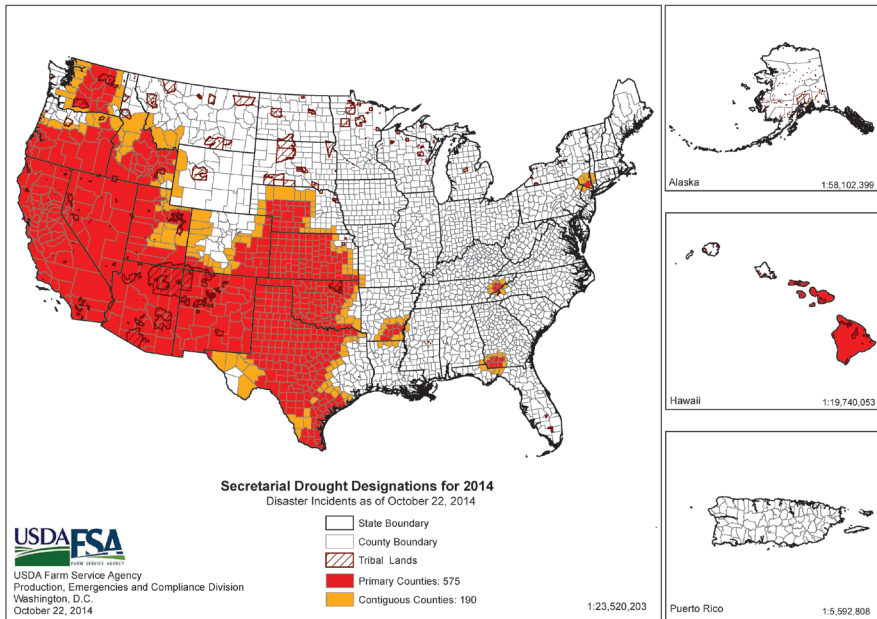 Secretarial Drought Designations for 2014
Disaster Incidents as of October 22, 2014
State Boundary
County Boundary
Tribal Lands
Primary Counties: 575
Contiguous Counties: 190
USDA FSA
FARM SERVICE AGENCY
USDA Farm Service Agency
Production, Emergencies and Compliance Division
Washington, D.C.
October 22, 2014
1:23,520,203
Alaska
1:58,102,399
Hawaii
1:19,740,053
Puerto Rico
1:5,592,808